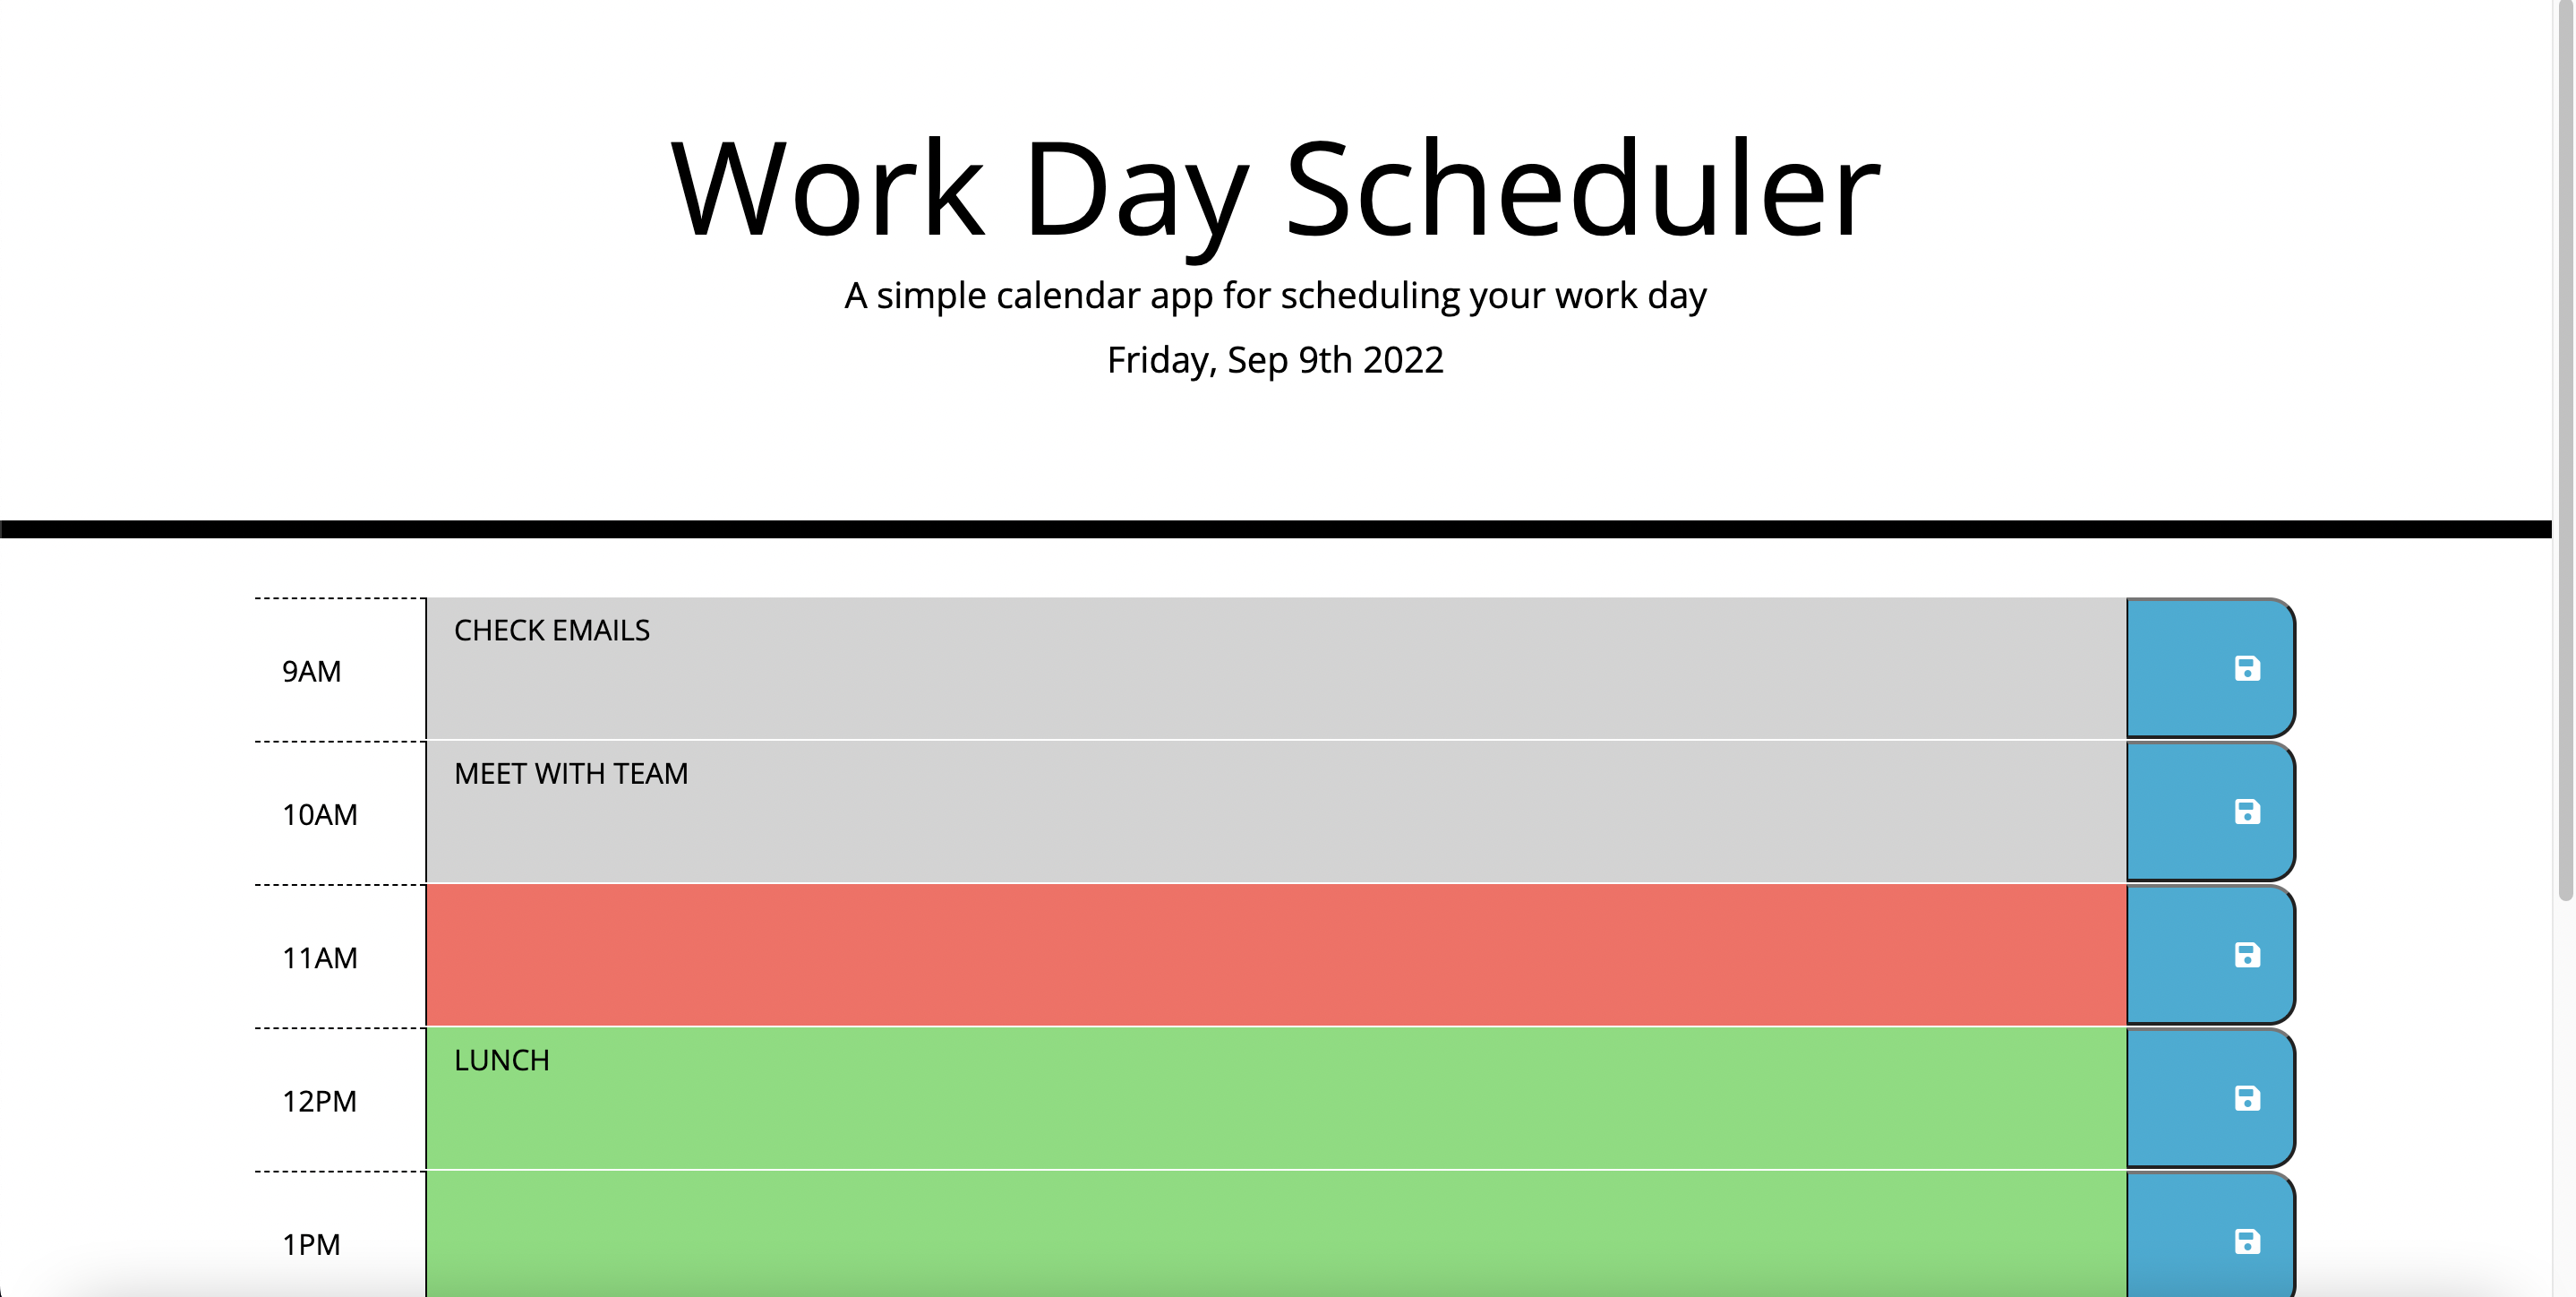 Work Day Scheduler
A simple calendar app for scheduling your work day
Friday, Sep 9th 2022
9AM CHECK EMAILS
10AM MEET WITH TEAM
11AM
12PM LUNCH
1PM